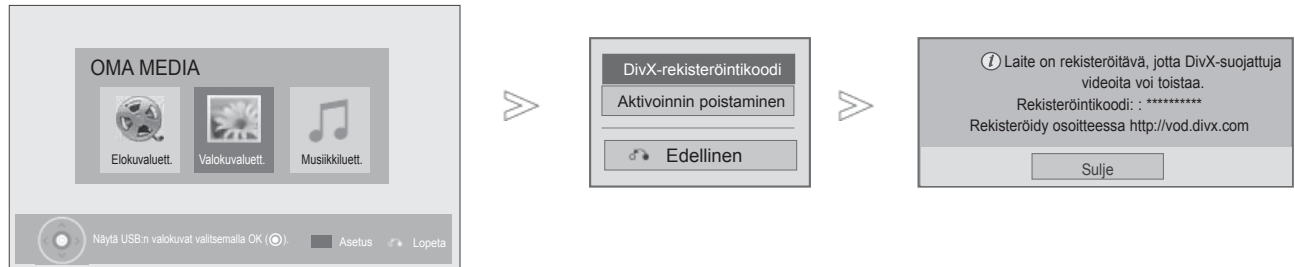 OMA MEDIA
Elokuvaluett.
Valokuvaluett.
Musiikkiluett.
Näytä USB:n valokuvat valitsemalla OK (◉).
Asetus
Lopeta
DivX-rekisteröintikoodi
Aktivoinnin poistaminen
Edellinen
Laite on rekisteröitävä, jotta DivX-suojattuja
videoita voi toistaa.
Rekisteröintikoodi: : **********
Rekisteröidy osoitteessa http://vod.divx.com
Sulje